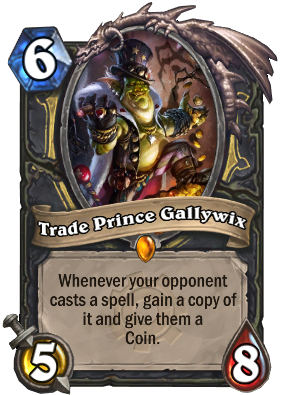 6
Trade Prince Gallywix
Whenever your opponent
casts a spell, gain a copy of
it and give them a
Coin.
5
8